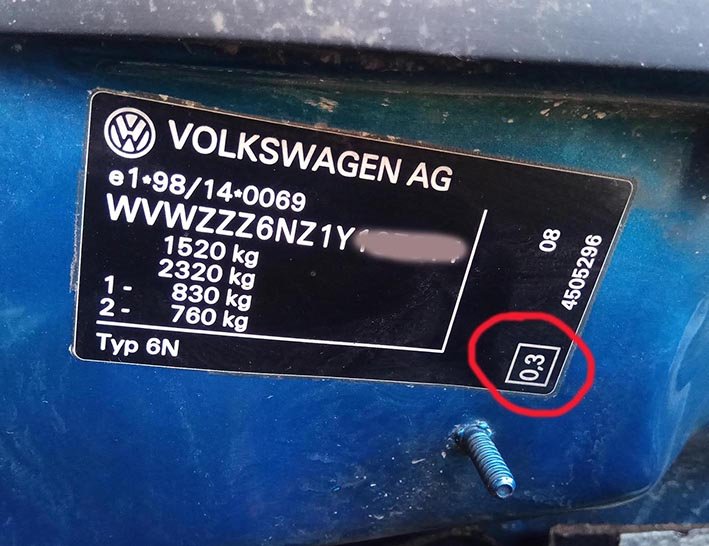 VOLKSWAGEN AG
e1*98/14*0069
WVWZZZ6NZ1Y
1520 kg
2320 kg
1- 830 kg
2- 760 kg
Typ 6N
08
4505296
0,3